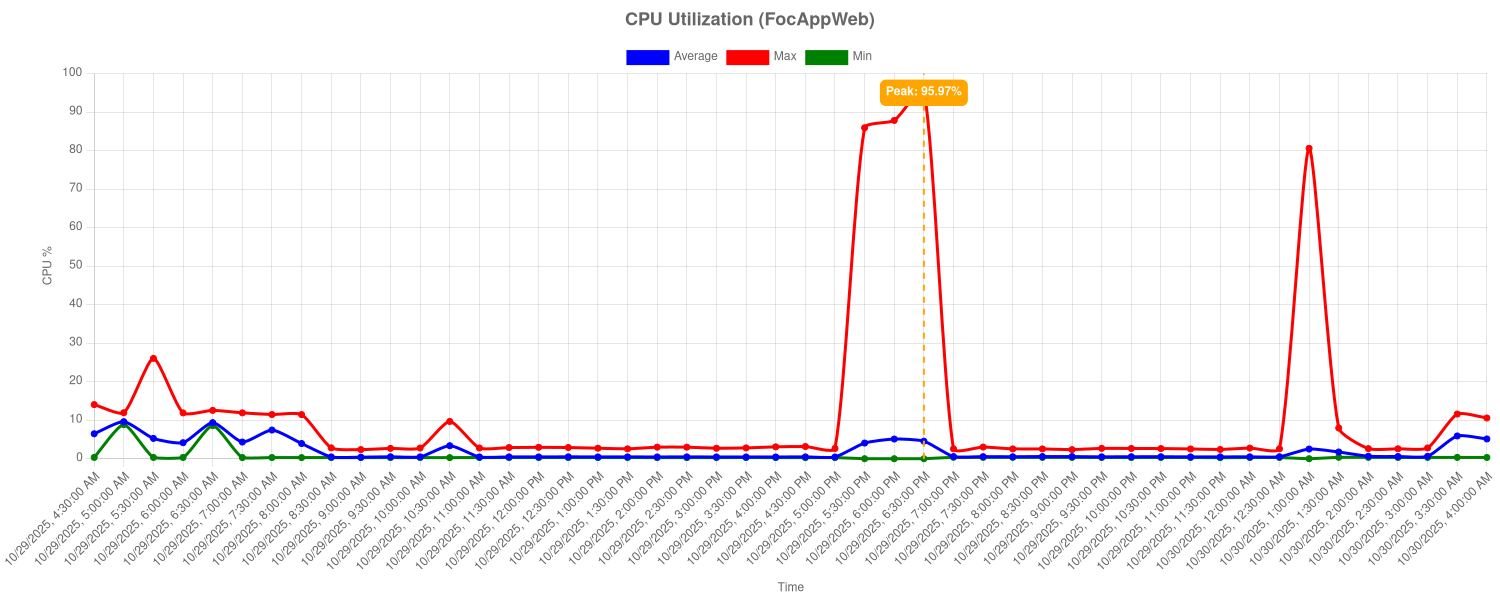 CPU Utilization (FocAppWeb)
Average Max Min
Peak: 95.97%
100
90
80
70
60
50
40
30
20
10
0
CPU %
10/29/2025, 4:30:00 AM
10/29/2025, 5:00:00 AM
10/29/2025, 5:30:00 AM
10/29/2025, 6:00:00 AM
10/29/2025, 6:30:00 AM
10/29/2025, 7:00:00 AM
10/29/2025, 7:30:00 AM
10/29/2025, 8:00:00 AM
10/29/2025, 8:30:00 AM
10/29/2025, 9:00:00 AM
10/29/2025, 9:30:00 AM
10/29/2025, 10:00:00 AM
10/29/2025, 10:30:00 AM
10/29/2025, 11:00:00 AM
10/29/2025, 11:30:00 AM
10/29/2025, 12:00:00 PM
10/29/2025, 12:30:00 PM
10/29/2025, 1:00:00 PM
10/29/2025, 1:30:00 PM
10/29/2025, 2:00:00 PM
10/29/2025, 2:30:00 PM
10/29/2025, 3:00:00 PM
10/29/2025, 3:30:00 PM
10/29/2025, 4:00:00 PM
10/29/2025, 4:30:00 PM
10/29/2025, 5:00:00 PM
10/29/2025, 5:30:00 PM
10/29/2025, 6:00:00 PM
10/29/2025, 6:30:00 PM
10/29/2025, 7:00:00 PM
10/29/2025, 7:30:00 PM
10/29/2025, 8:00:00 PM
10/29/2025, 8:30:00 PM
10/29/2025, 9:00:00 PM
10/29/2025, 9:30:00 PM
10/29/2025, 10:00:00 PM
10/29/2025, 10:30:00 PM
10/29/2025, 11:00:00 PM
10/29/2025, 11:30:00 PM
10/30/2025, 12:00:00 AM
10/30/2025, 12:30:00 AM
10/30/2025, 1:00:00 AM
10/30/2025, 1:30:00 AM
10/30/2025, 2:00:00 AM
10/30/2025, 2:30:00 AM
10/30/2025, 3:00:00 AM
10/30/2025, 3:30:00 AM
10/30/2025, 4:00:00 AM
Time